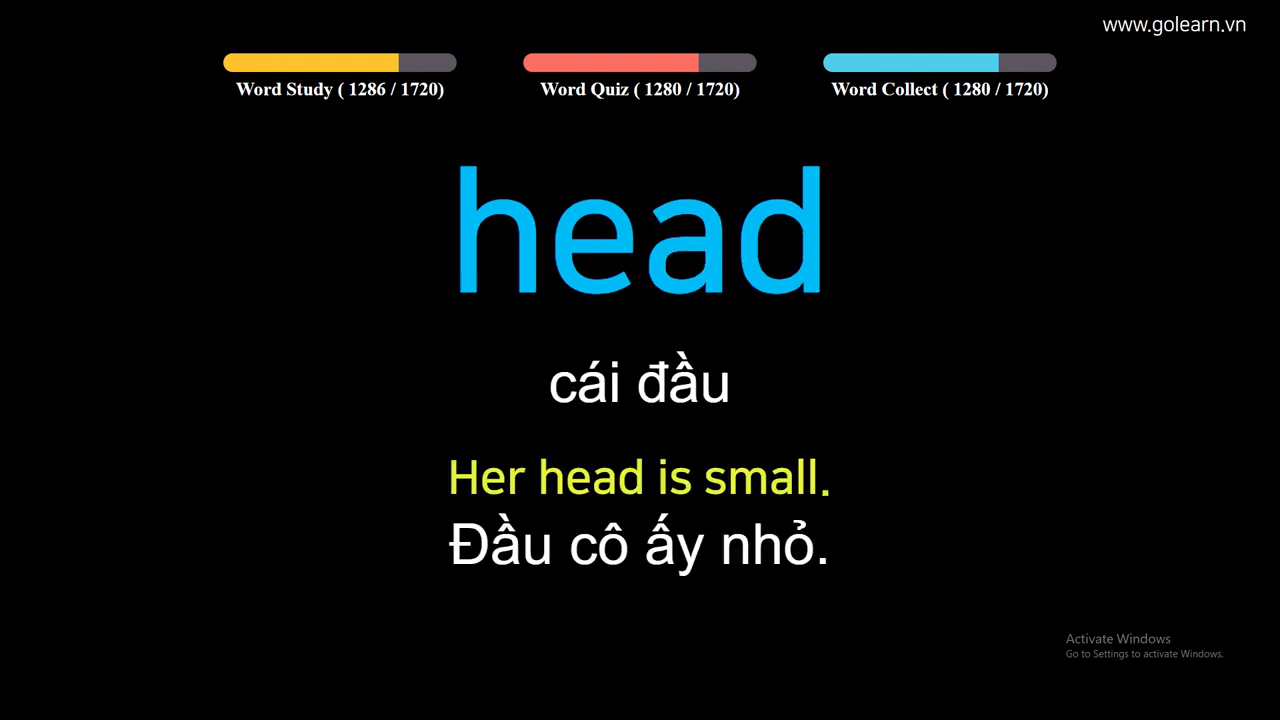 www.golearn.vn
Word Study ( 1286 / 1720)
Word Quiz ( 1280 / 1720)
Word Collect ( 1280 / 1720)
head
cái đầu
Her head is small.
Đầu cô ấy nhỏ.
Activate Windows
Go to Settings to activate Windows.